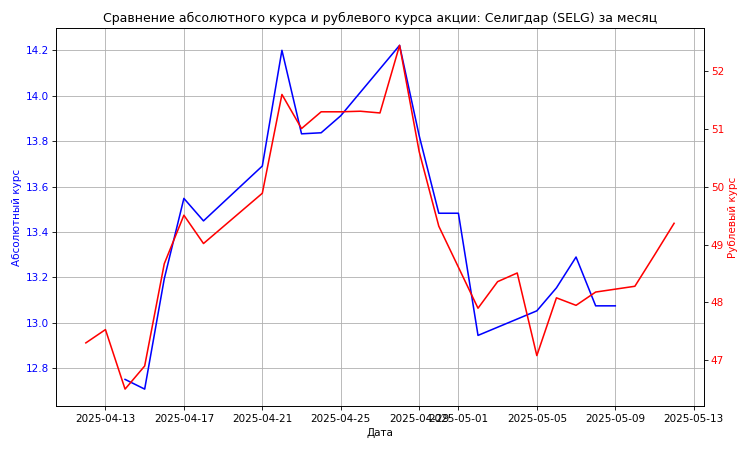 Сравнение абсолютного курса и рублевого курса акции: Селигдар (SELG) за месяц
14.2
14.0
13.8
13.6
13.4
13.2
13.0
12.8
Абсолютный курс
52
51
50
49
48
47
Рублевый курс
2025-04-13 2025-04-17 2025-04-21 2025-04-25 2025-04-29 2025-05-01 2025-05-05 2025-05-09 2025-05-13
Дата